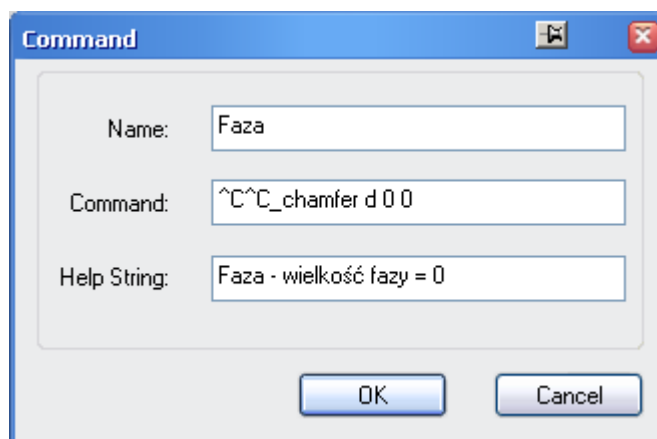 Command
Name: Faza
Command: ^C^C_chamfer d 0 0
Help String: Faza - wielkość fazy = 0
OK Cancel